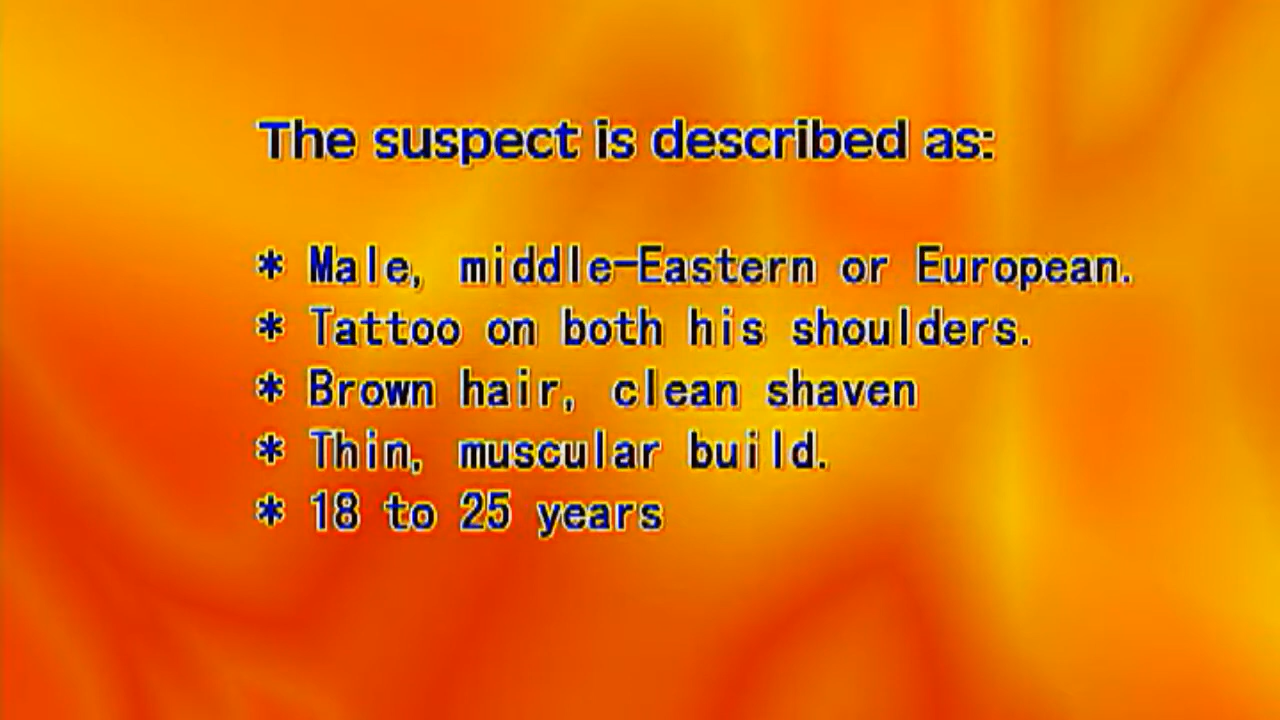 The suspect is described as:
* Male, middle-Eastern or European.
* Tattoo on both his shoulders.
* Brown hair, clean shaven
* Thin, muscular build.
* 18 to 25 years